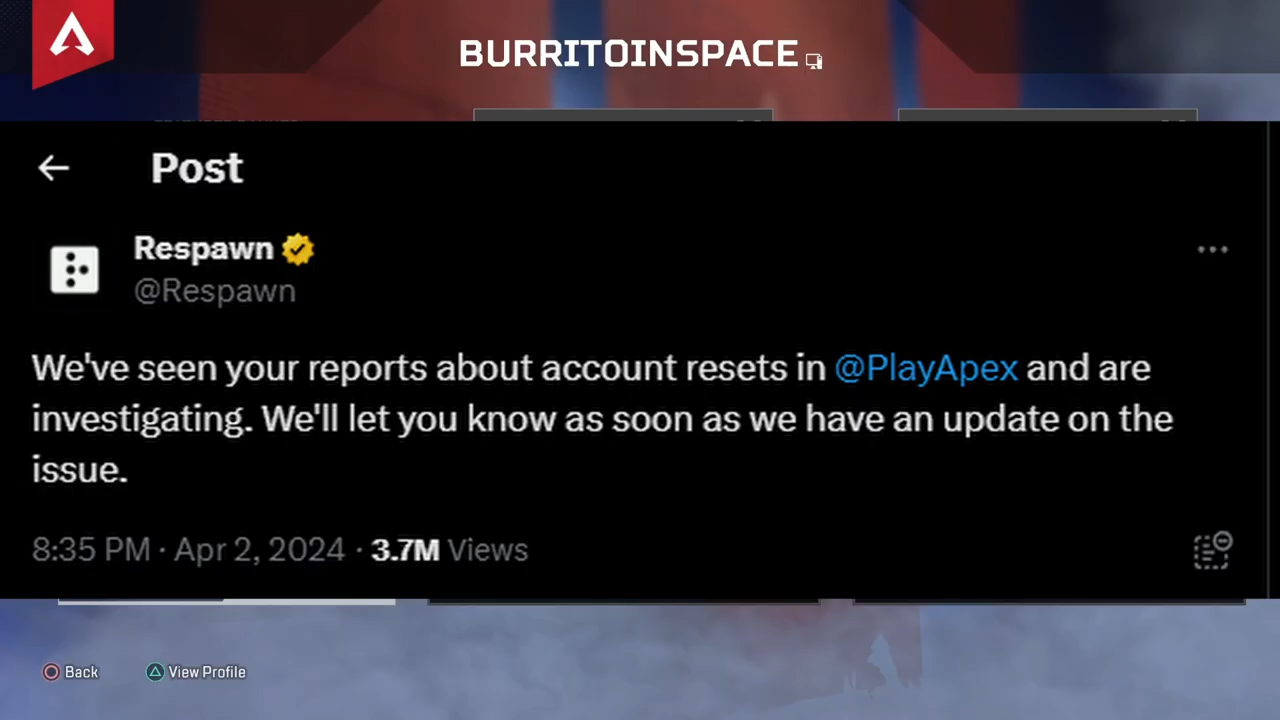 BURRITOINSPACE
Post
Respawn
@Respawn
We've seen your reports about account resets in @PlayApex and are
investigating. We'll let you know as soon as we have an update on the
issue.
8:35 PM · Apr 2, 2024 · 3.7M Views
Back View Profile